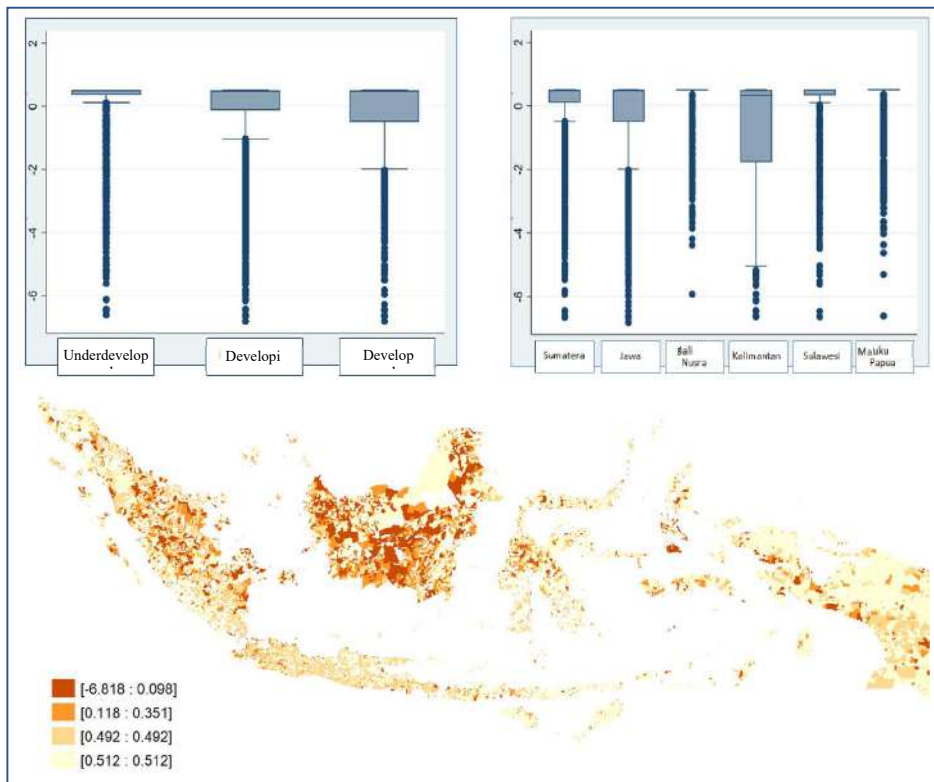 2
0
-2
-4
-6
Underdevelop
Developi
Develop
2
0
-2
-4
-6
Sumatera
Jawa
Bali
Nusra
Kalimantan
Sulawesi
Maluku
Papua
[-6.818 : 0.098]
[0.118 : 0.351]
[0.492 : 0.492]
[0.512 : 0.512]